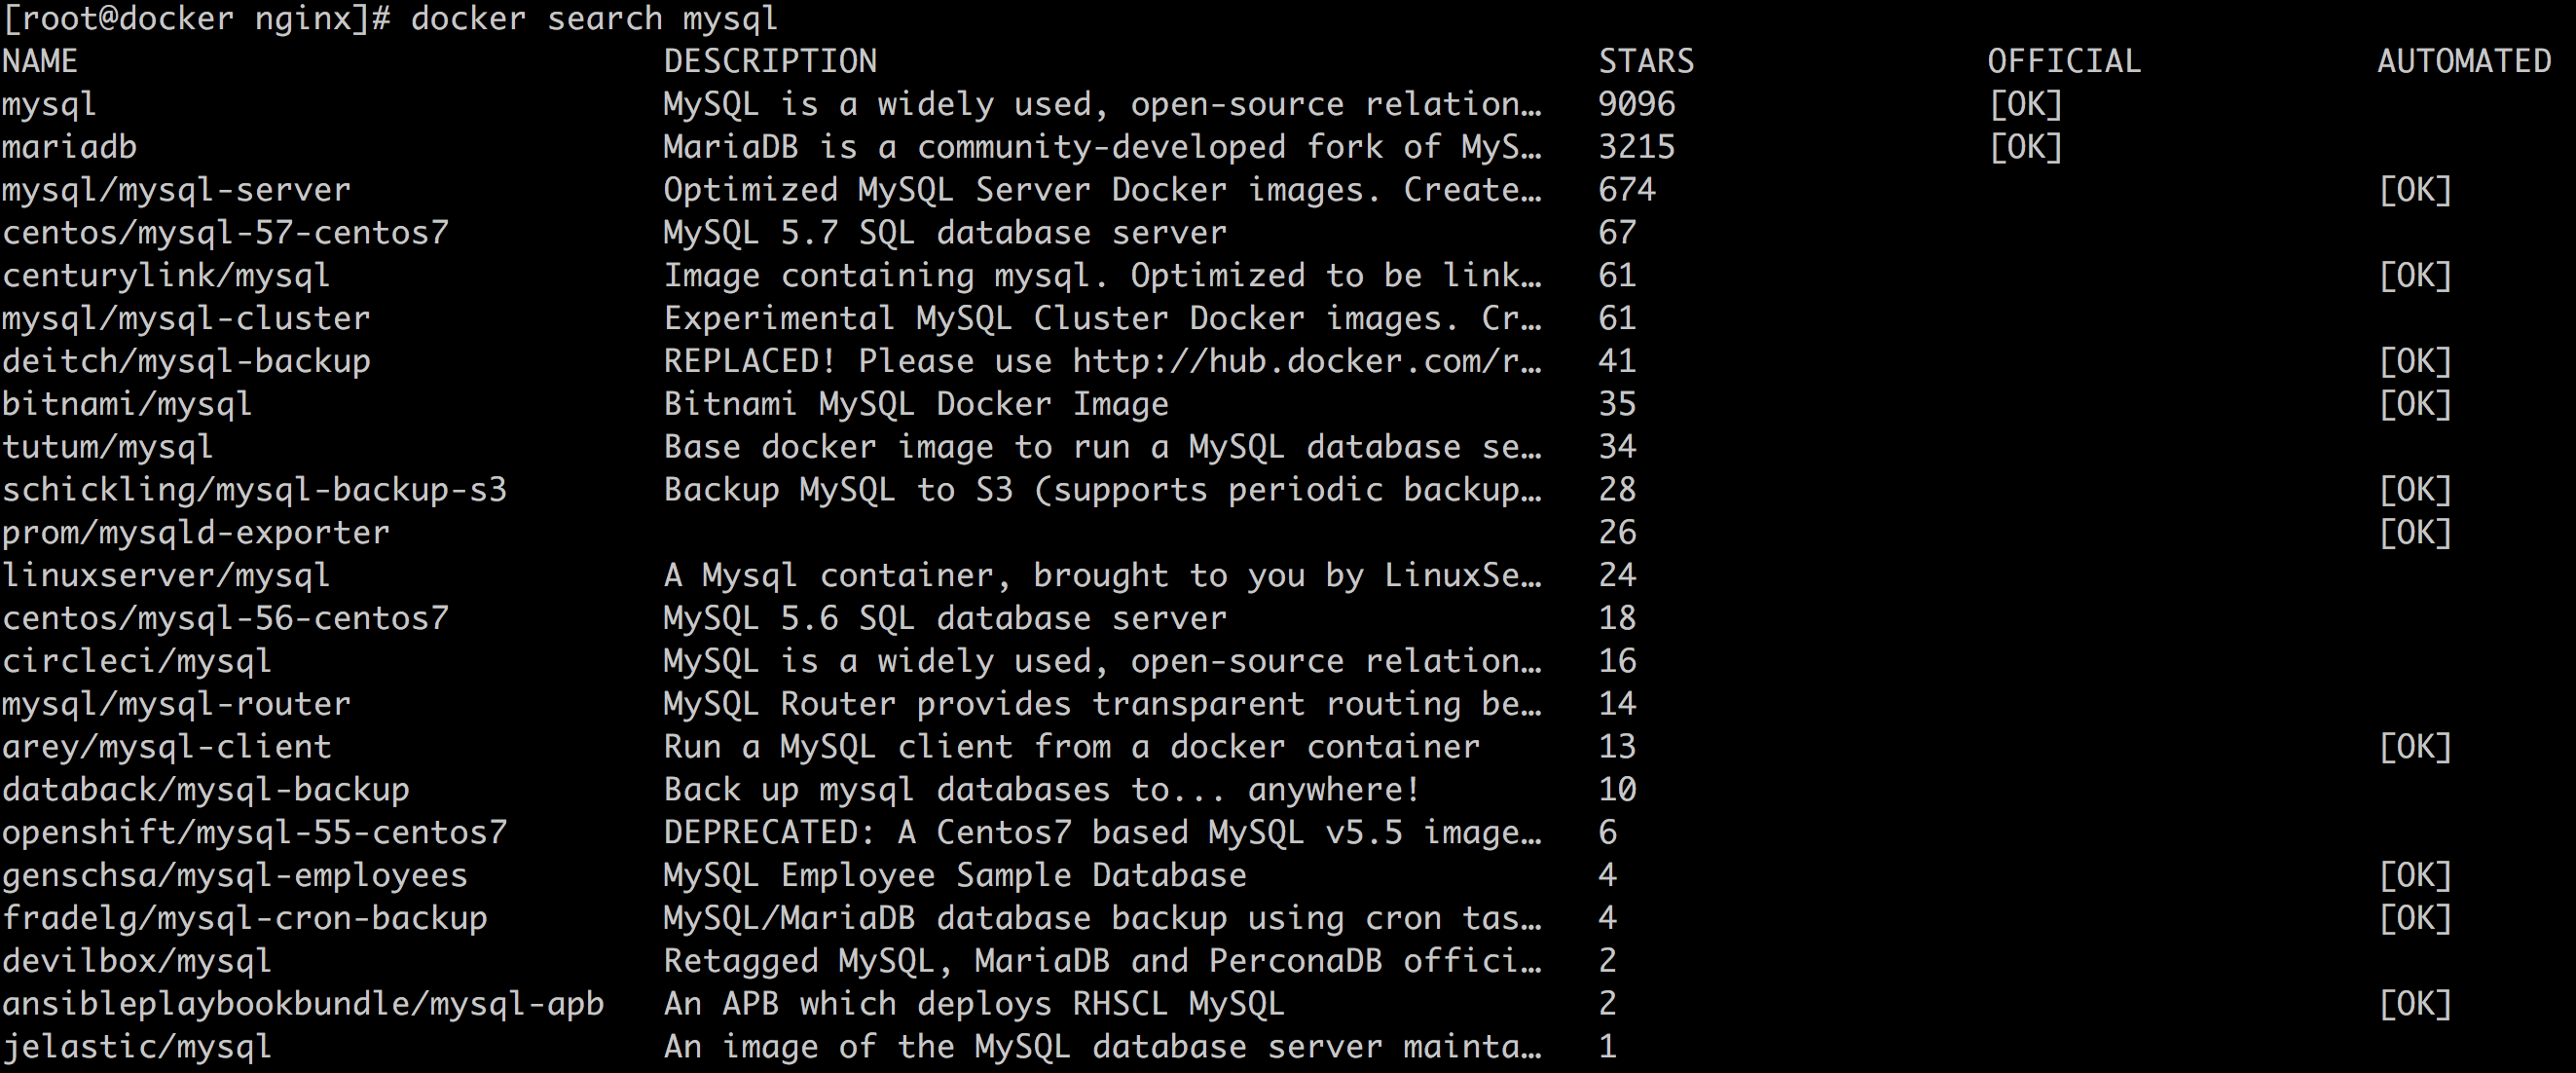 [root@docker nginx]# docker search mysql
NAME DESCRIPTION STARS OFFICIAL AUTOMATED
mysql MySQL is a widely used, open-source relation… 9096 [OK]
mariadb MariaDB is a community-developed fork of MyS… 3215 [OK]
mysql/mysql-server Optimized MySQL Server Docker images. Create… 674 [OK]
centos/mysql-57-centos7 MySQL 5.7 SQL database server 67
centurylink/mysql Image containing mysql. Optimized to be link… 61 [OK]
mysql/mysql-cluster Experimental MySQL Cluster Docker images. Cr… 61
deitch/mysql-backup REPLACED! Please use http://hub.docker.com/r… 41 [OK]
bitnami/mysql Bitnami MySQL Docker Image 35 [OK]
tutum/mysql Base docker image to run a MySQL database se… 34
schickling/mysql-backup-s3 Backup MySQL to S3 (supports periodic backup… 28 [OK]
prom/mysqld-exporter 26 [OK]
linuxserver/mysql A Mysql container, brought to you by LinuxSe… 24
centos/mysql-56-centos7 MySQL 5.6 SQL database server 18
circleci/mysql MySQL is a widely used, open-source relation… 16
mysql/mysql-router MySQL Router provides transparent routing be… 14
arey/mysql-client Run a MySQL client from a docker container 13 [OK]
databack/mysql-backup Back up mysql databases to... anywhere! 10
openshift/mysql-55-centos7 DEPRECATED: A Centos7 based MySQL v5.5 image… 6
genschsa/mysql-employees MySQL Employee Sample Database 4 [OK]
fradelg/mysql-cron-backup MySQL/MariaDB database backup using cron tas… 4 [OK]
devilbox/mysql Retagged MySQL, MariaDB and PerconaDB offici… 2
ansibleplaybookbundle/mysql-apb An APB which deploys RHSCL MySQL 2 [OK]
jelastic/mysql An image of the MySQL database server mainta… 1